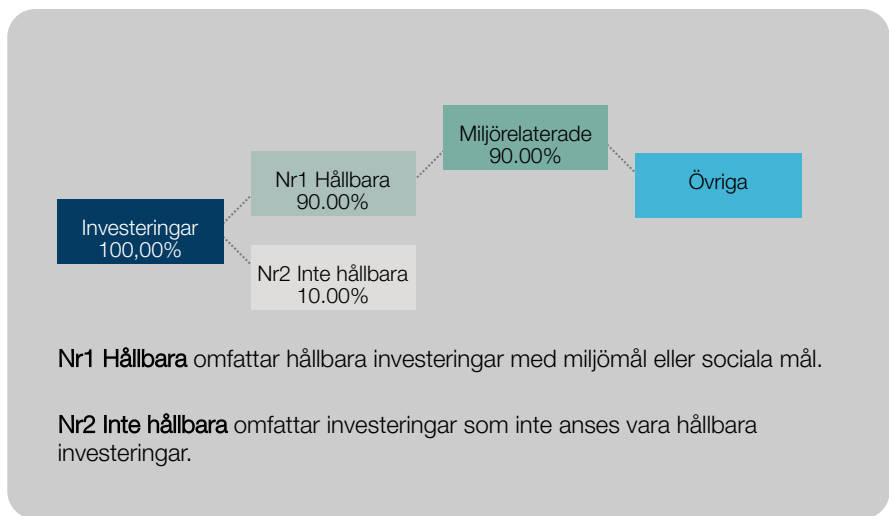 Investeringar
100,00%
Nr1 Hållbara
90.00%
Nr2 Inte hållbara
10.00%
Miljörelaterade
90.00%
Övriga
Nr1 Hållbara omfattar hållbara investeringar med miljömål eller sociala mål.
Nr2 Inte hållbara omfattar investeringar som inte anses vara hållbara
investeringar.